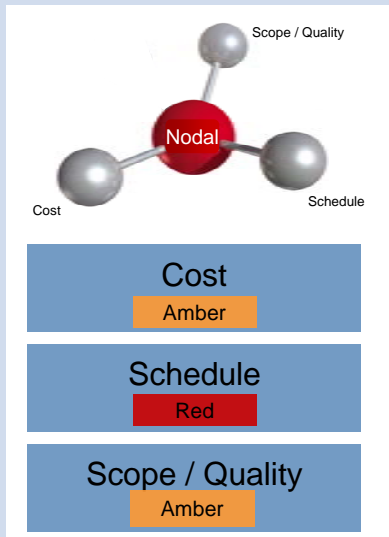 Scope / Quality
Nodal
Schedule
Cost
Cost
Amber
Schedule
Red
Scope / Quality
Amber